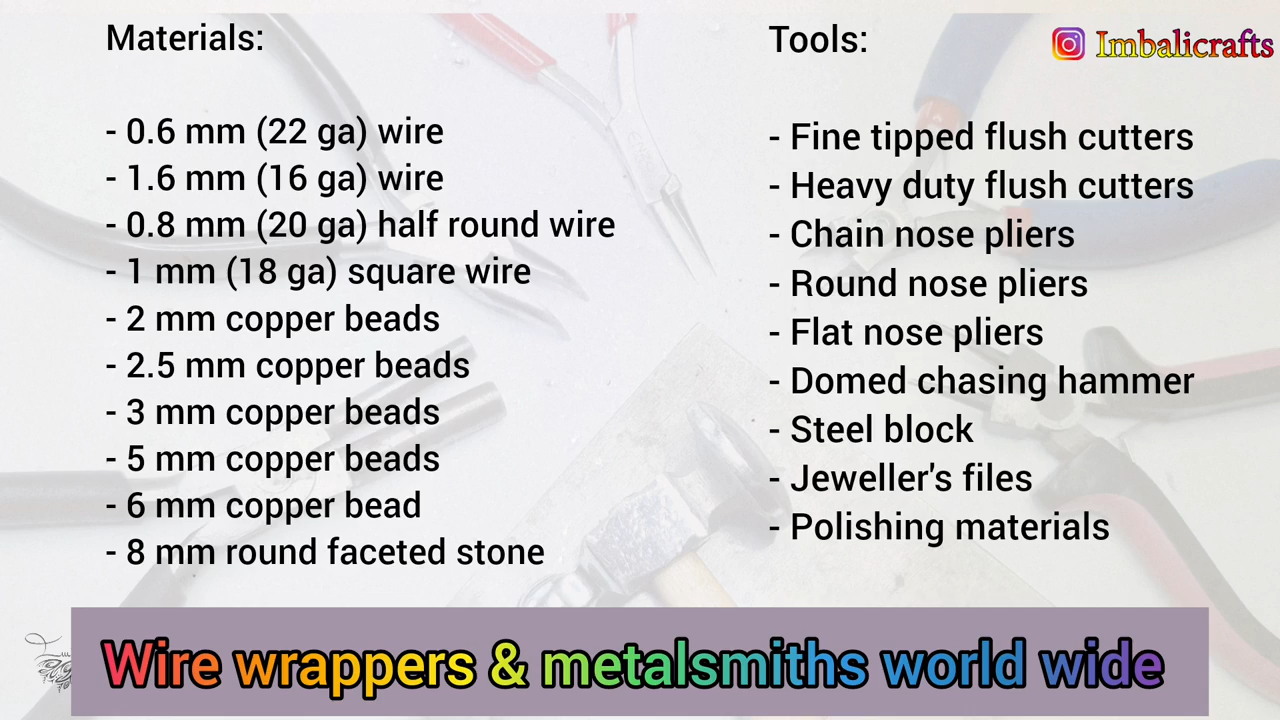 Materials:
- 0.6 mm (22 ga) wire
- 1.6 mm (16 ga) wire
- 0.8 mm (20 ga) half round wire
- 1 mm (18 ga) square wire
- 2 mm copper beads
- 2.5 mm copper beads
- 3 mm copper beads
- 5 mm copper beads
- 6 mm copper bead
- 8 mm round faceted stone
Tools:
- Fine tipped flush cutters
- Heavy duty flush cutters
- Chain nose pliers
- Round nose pliers
- Flat nose pliers
- Domed chasing hammer
- Steel block
- Jeweller's files
- Polishing materials
Imbalicrafts
Wire wrappers & metalsmiths world wide